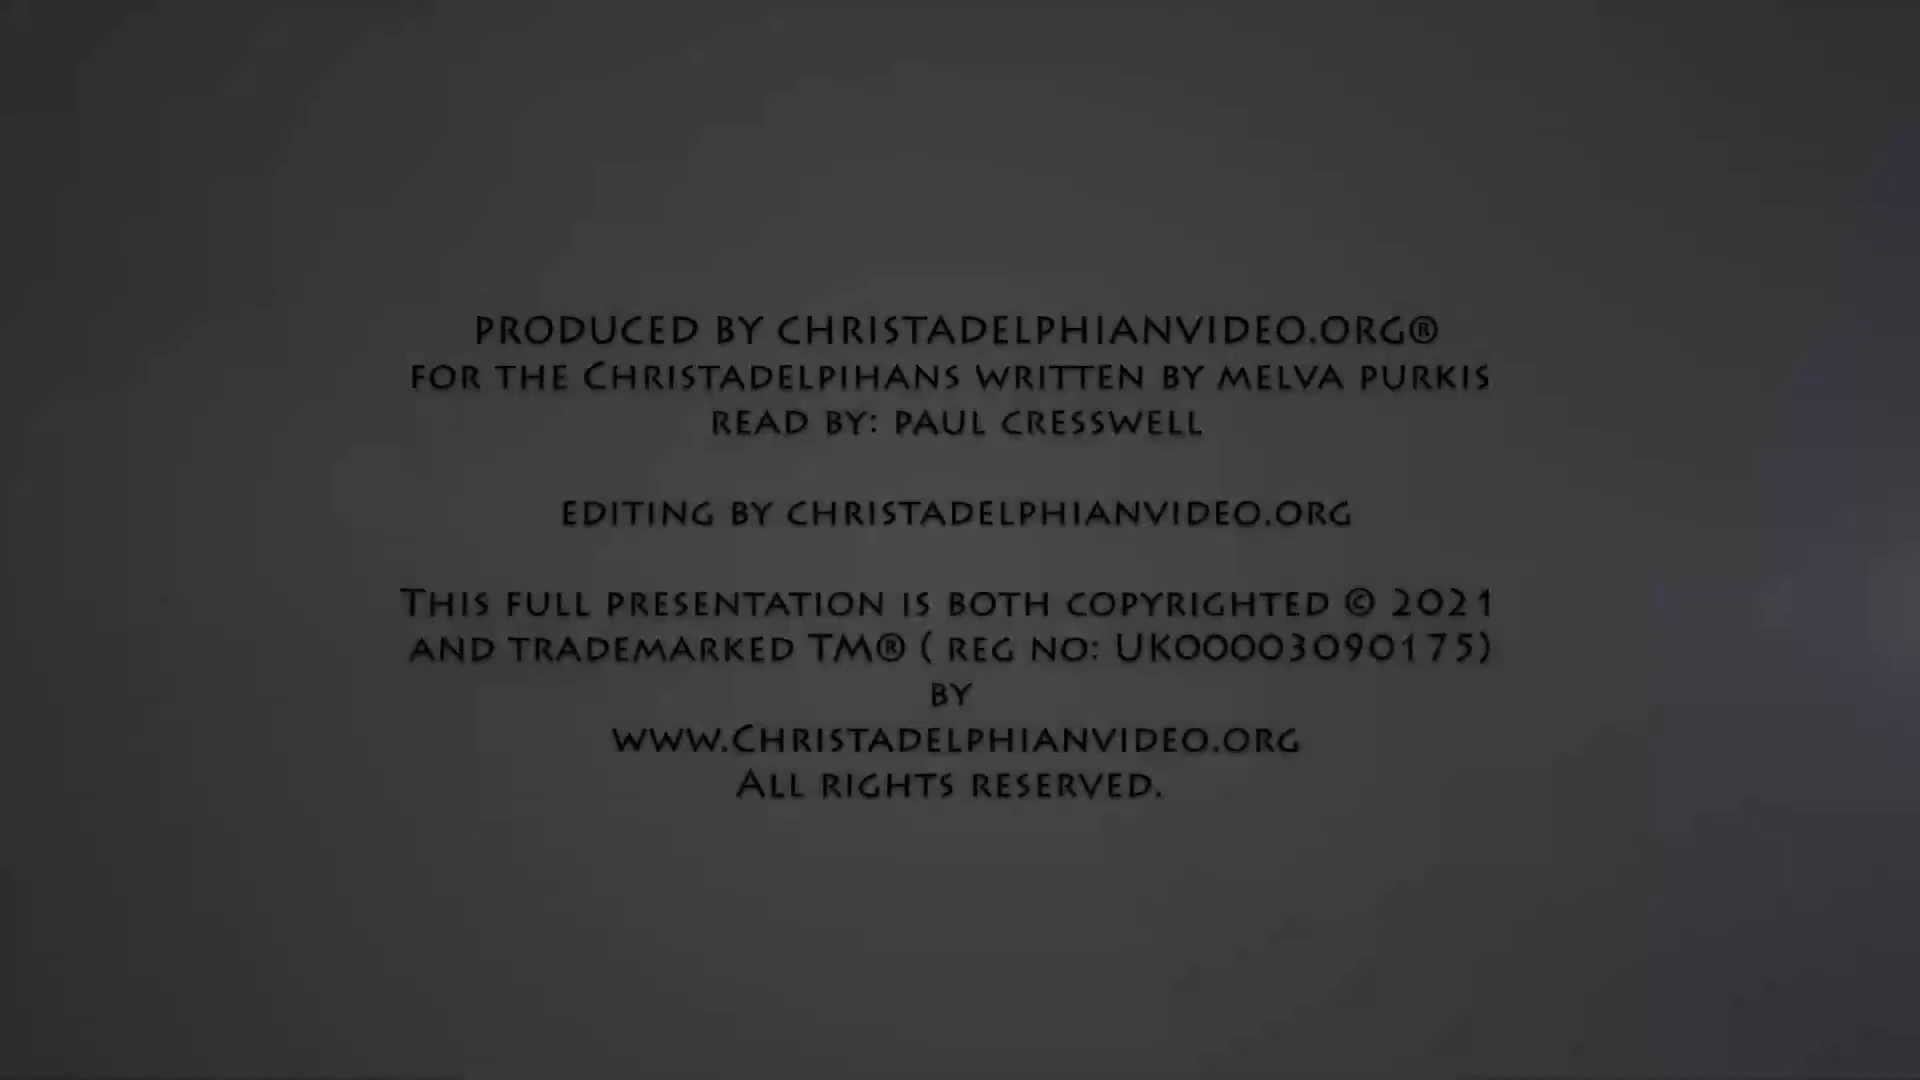 PRODUCED BY CHRISTADELPHIANVIDEO.ORG®
FOR THE CHRISTADELPIHANS WRITTEN BY MELVA PURKIS
READ BY: PAUL CRESSWELL
EDITING BY CHRISTADELPHIANVIDEO.ORG
THIS FULL PRESENTATION IS BOTH COPYRIGHTED © 2021
AND TRADEMARKED TM® ( REG NO: UK00003090175)
BY
WWW.CHRISTADELPHIANVIDEO.ORG
ALL RIGHTS RESERVED.